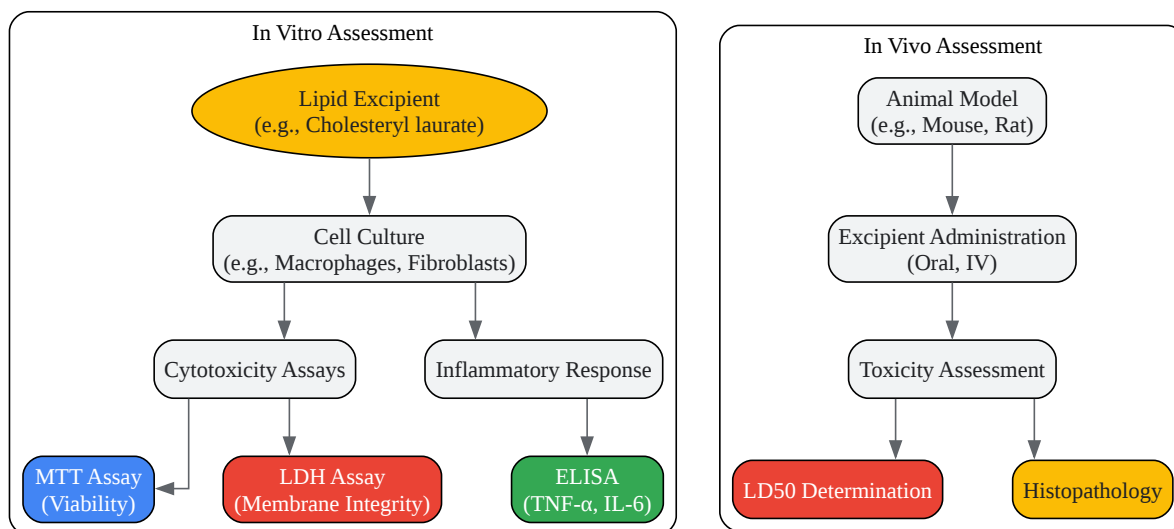 In Vitro Assessment
Lipid Excipient
(e.g., Cholesteryl laurate)
Cell Culture
(e.g., Macrophages, Fibroblasts)
Cytotoxicity Assays
Inflammatory Response
MTT Assay
(Viability)
LDH Assay
(Membrane Integrity)
ELISA
(TNF-α, IL-6)
In Vivo Assessment
Animal Model
(e.g., Mouse, Rat)
Excipient Administration
(Oral, IV)
Toxicity Assessment
LD50 Determination
Histopathology